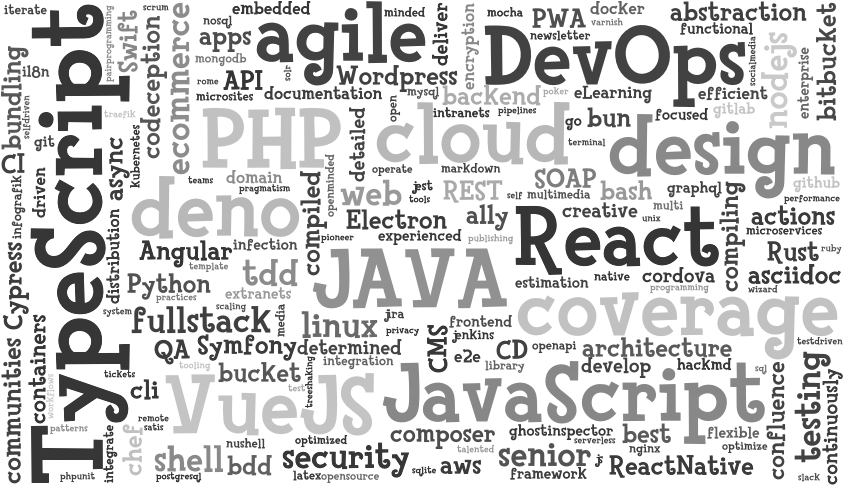 iterate
TypeScript
pairprogramming
Swift
scrum
codeception
ecommerce
nosql
embedded
apps
mongodb
agile
minded
deliver
encryption
mocha
PWA
docker
varnish
newsletter
abstraction
functional
DevOps
socialmedia
nodejs
enterprise
bitbucket
rome
API
solr
Wordpress
microsites
documentation
mysql
open
backend
poker
eLearning
efficient
gitlab
intranets
pipelines
bundling
i18n
selfdriven
git
traefik
kubernetes
PHP
detailed
cloud
go
bun
focused
terminal
design
CI
driven
async
teams
domain
pragmatism
openminded
operate
markdown
SOAP
github
infografik
deno
compiled
web
jest
tools
REST
self
multimedia
bash
graphql
performance
distribution
Electron
ally
creative
multi
unix
compiling
actions
microservices
Angular
infection
pioneer
experienced
publishing
React
Rust
ruby
communities
Cypress
template
tdd
JAVA
estimation
native
cordova
programming
asciidoc
wizard
Python
practices
extranets
system
scaling
fullstack
media
linux
jira
privacy
frontend
jenkins
coverage
testdriven
containers
QA
Symfony
determined
integration
CMS
e2e
CD
openapi
library
architecture
develop
hackmd
sql
tickets
workflows
tooling
bucket
test
treeshaking
cli
VueJS
JavaScript
confluence
testing
continuously
patterns
remote
satis
chef
integrate
nushell
optimized
composer
talented
ghostinspector
serverless
best
nginx
flexible
optimize
phpunit
shell
postgresql
bdd
security
latex
opensource
sqlite
aws
senior
js
framework
ReactNative
slack